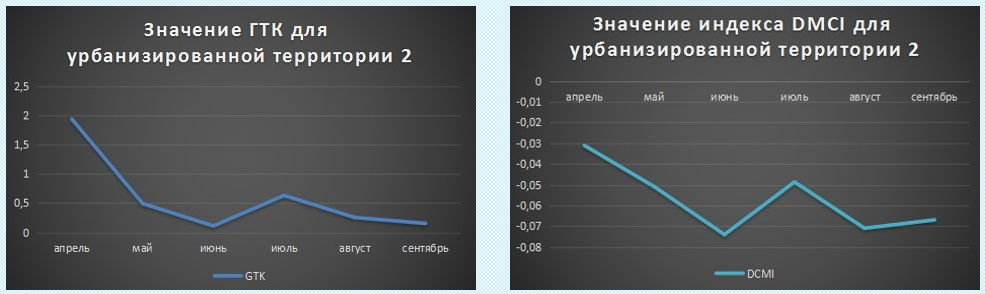 Значение ГТК для
урбанизированной территории 2
2,5
2
1,5
1
0,5
0
апрель май июнь июль август сентябрь
GTK
Значение индекса DMCI для
урбанизированной территории 2
0
апрель май июнь июль август сентябрь
-0,01
-0,02
-0,03
-0,04
-0,05
-0,06
-0,07
-0,08
DCMI